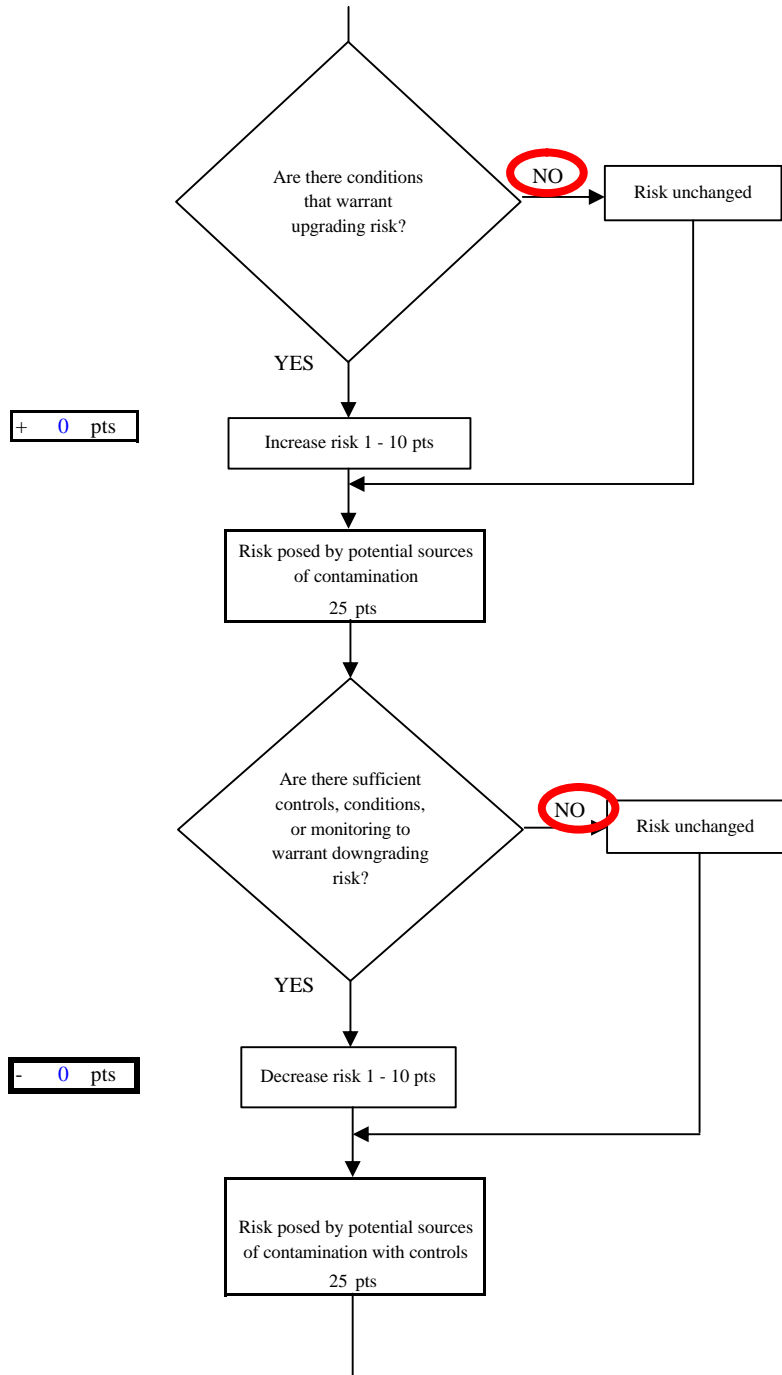 Are there conditions
that warrant
upgrading risk?
NO
Risk unchanged
YES
+ 0 pts
Increase risk 1 - 10 pts
Risk posed by potential sources
of contamination
25 pts
Are there sufficient
controls, conditions,
or monitoring to
warrant downgrading
risk?
NO
Risk unchanged
YES
- 0 pts
Decrease risk 1 - 10 pts
Risk posed by potential sources
of contamination with controls
25 pts